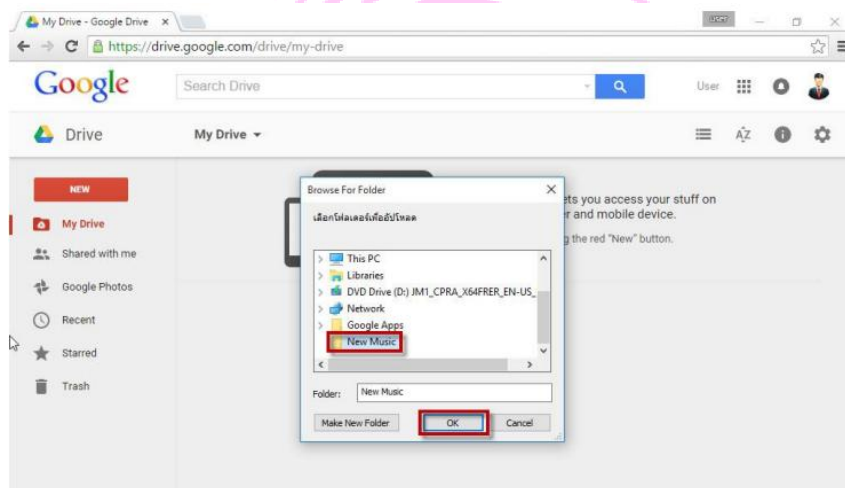 My Drive - Google Drive
https://drive.google.com/drive/my-drive
Google
Search Drive
User
Drive
My Drive
AZ
NEW
My Drive
Shared with me
Google Photos
Recent
Starred
Trash
ets you access your stuff on
r and mobile device.
g the red "New" button.
Browse For Folder
เลือกโฟลเดอร์เพื่ออัปโหลด
This PC
Libraries
DVD Drive (D:) JM1_CPRA_X64FRER_EN-US_
Network
Google Apps
New Music
Folder: New Music
Make New Folder OK Cancel